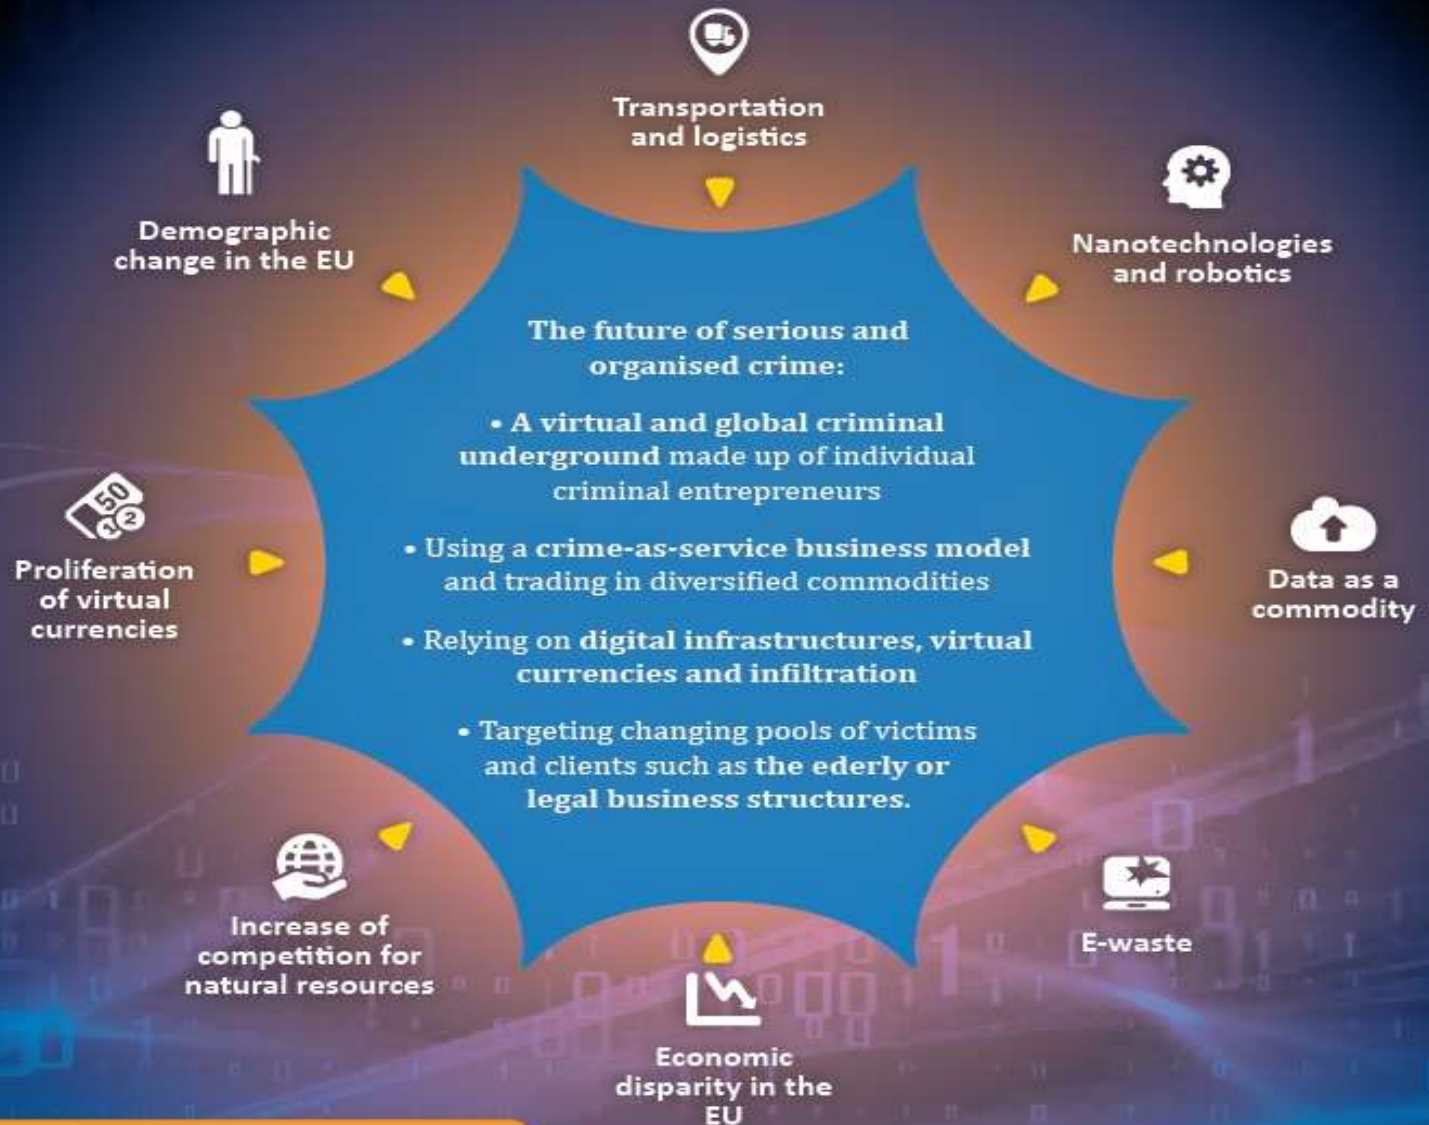 Transportation
and logistics
Demographic
change in the EU
Nanotechnologies
and robotics
The future of serious and
organised crime:
• A virtual and global criminal
underground made up of individual
criminal entrepreneurs
• Using a crime-as-service business model
and trading in diversified commodities
• Relying on digital infrastructures, virtual
currencies and infiltration
• Targeting changing pools of victims
and clients such as the ederly or
legal business structures.
50
1 2
Proliferation
of virtual
currencies
Data as a
commodity
Increase of
competition for
natural resources
E-waste
Economic
disparity in the
EU